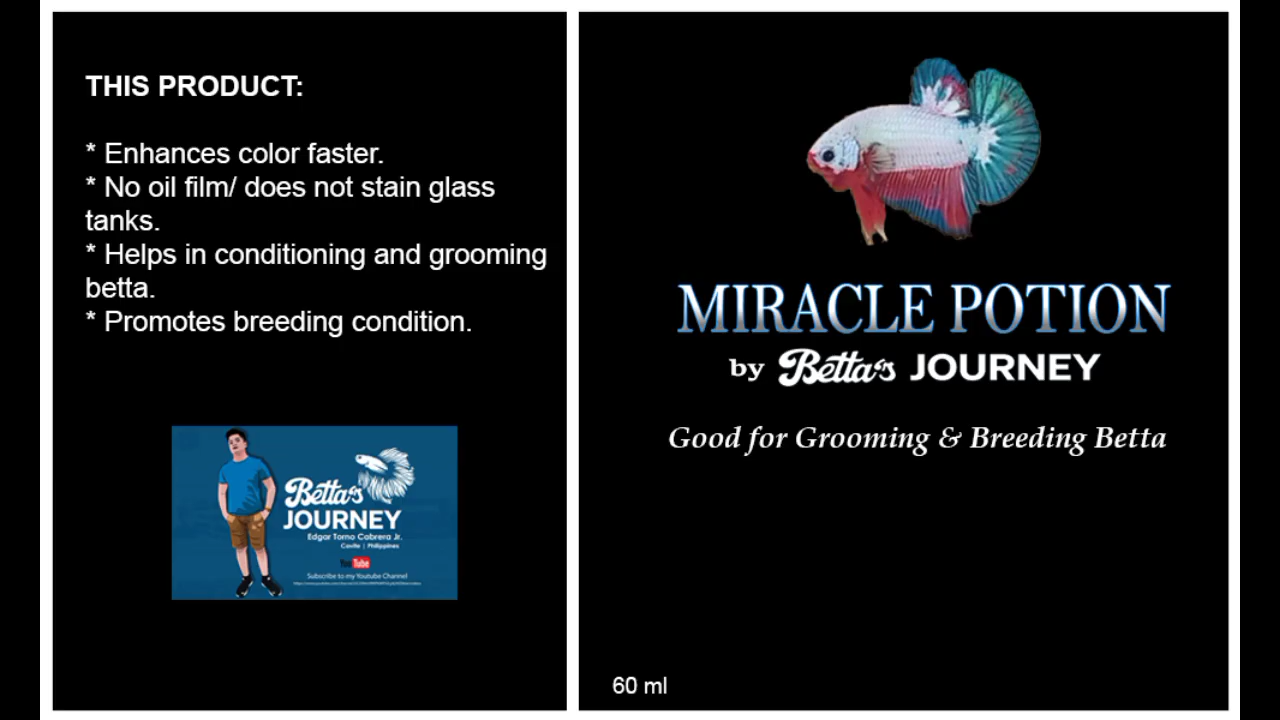 THIS PRODUCT:
* Enhances color faster.
* No oil film/ does not stain glass
tanks.
* Helps in conditioning and grooming
betta.
* Promotes breeding condition.
Betta's
JOURNEY
Edgar Torno Cabrera Jr.
Cavite | Philippines
YouTube
Subscribe to my Youtube Channel
MIRACLE POTION
by Betta's JOURNEY
Good for Grooming & Breeding Betta
60 ml